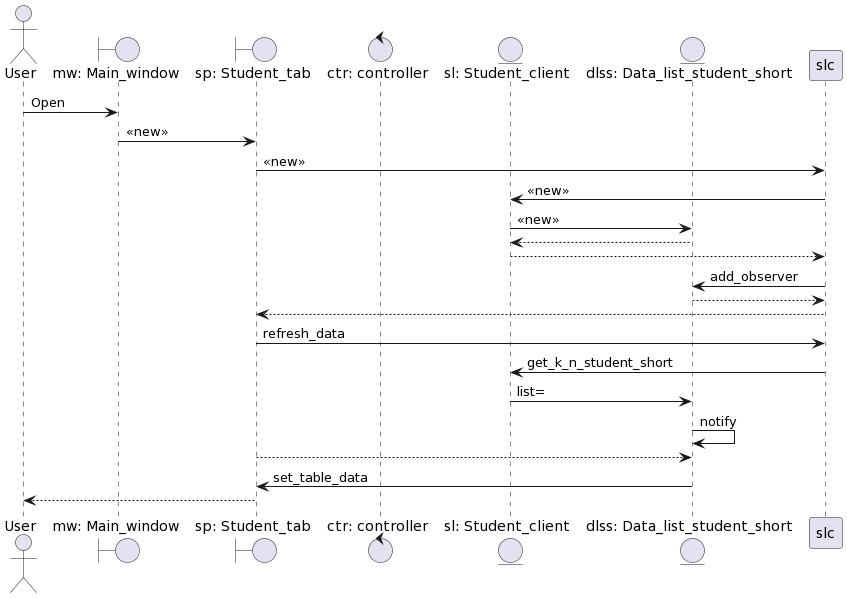 User
mw: Main_window
sp: Student_tab
ctr: controller
sl: Student_client
dlss: Data_list_student_short
slc
Open
«new»
«new»
«new»
«new»
add_observer
refresh_data
get_k_n_student_short
list=
notify
set_table_data
User
mw: Main_window
sp: Student_tab
ctr: controller
sl: Student_client
dlss: Data_list_student_short
slc